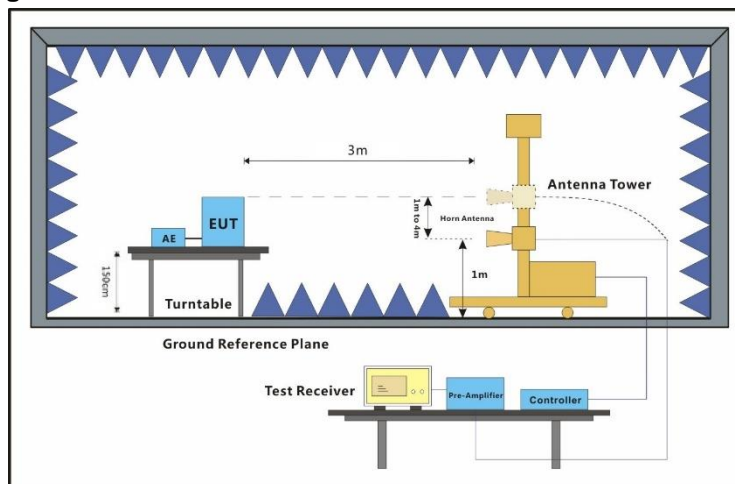 3m
Antenna Tower
1m to 4m
Horn Antenna
EUT
AE
150cm
1m
Turntable
Ground Reference Plane
Test Receiver
Pre-Amplifier
Controller